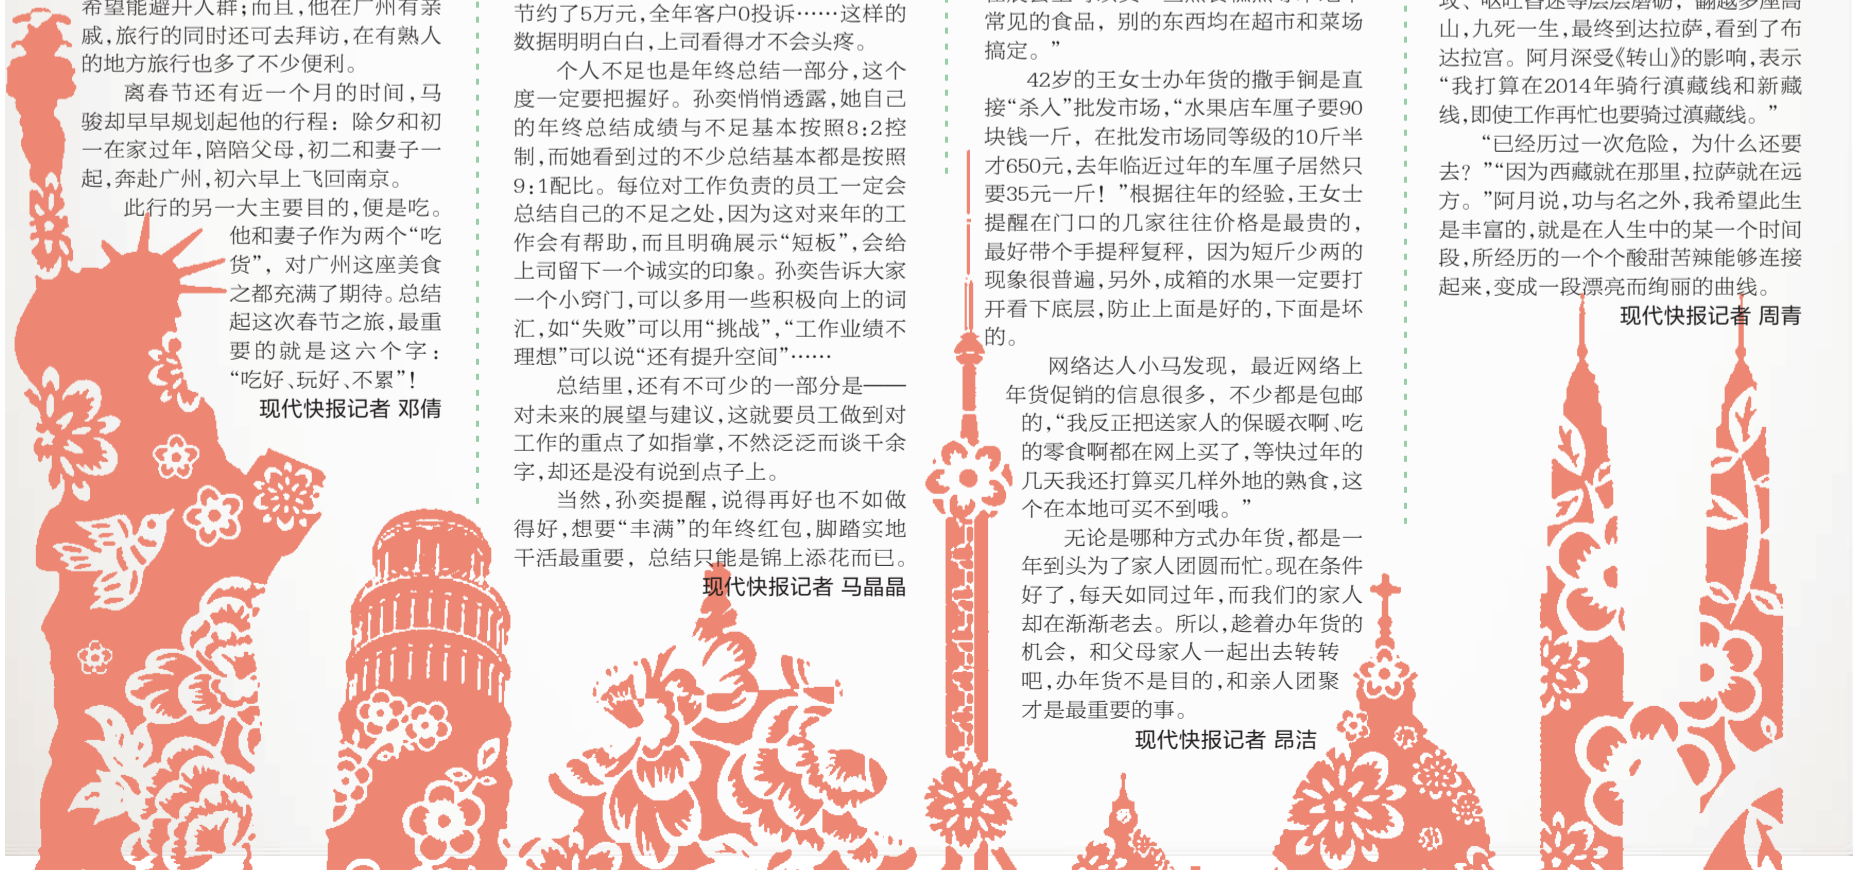 希望能避开人群；而且，他在广州有亲
戚，旅行的同时还可去拜访，在有熟人
的地方旅行也多了不少便利。
离春节还有近一个月的时间，马
骏却早早规划起他的行程：除夕和初
一在家过年，陪陪父母，初二和妻子一
起，奔赴广州，初六早上飞回南京。
此行的另一大主要目的，便是吃。
他和妻子作为两个“吃
货”，对广州这座美食
之都充满了期待。总结
起这次春节之旅，最重
要的就是这六个字：
“吃好、玩好、不累”！
现代快报记者 邓倩
节约了5万元，全年客户0投诉……这样的
数据明明白白，上司看得才不会头疼。
个人不足也是年终总结一部分，这个
度一定要把握好。孙奕悄悄透露，她自己
的年终总结成绩与不足基本按照8：2控
制，而她看到过的不少总结基本都是按照
9：1配比。每位对工作负责的员工一定会
总结自己的不足之处，因为这对来年的工
作会有帮助，而且明确展示“短板”，会给
上司留下一个诚实的印象。孙奕告诉大家
一个小窍门，可以多用一些积极向上的词
汇，如“失败”可以用“挑战”，“工作业绩不
理想”可以说“还有提升空间”……
总结里，还有不可少的一部分是——
对未来的展望与建议，这就要员工做到对
工作的重点了如指掌，不然泛泛而谈千余
字，却还是没有说到点子上。
当然，孙奕提醒，说得再好也不如做
得好，想要“丰满”的年终红包，脚踏实地
干活最重要，总结只能是锦上添花而已。
现代快报记者 马晶晶
常见的食品，别的东西均在超市和菜场
搞定。”
42岁的王女士办年货的撒手锏是直
接“杀入”批发市场，“水果店车厘子要90
块钱一斤，在批发市场同等级的10斤半
才650元，去年临近过年的车厘子居然只
要35元一斤！”根据往年的经验，王女士
提醒在门口的几家往往价格是最贵的，
最好带个手提秤复秤，因为短斤少两的
现象很普遍，另外，成箱的水果一定要打
开看下底层，防止上面是好的，下面是坏
的。
网络达人小马发现，最近网络上
年货促销的信息很多，不少都是包邮
的，“我反正把送家人的保暖衣啊、吃
的零食啊都在网上买了，等快过年的
几天我还打算买几样外地的熟食，这
个在本地可买不到哦。”
无论是哪种方式办年货，都是一
年到头为了家人团圆而忙。现在条件
好了，每天如同过年，而我们的家人
却在渐渐老去。所以，趁着办年货的
机会，和父母家人一起出去转转
吧，办年货不是目的，和亲人团聚
才是最重要的事。
现代快报记者 昂洁
山，九死一生，最终到达拉萨，看到了布
达拉宫。阿月深受《转山》的影响，表示
“我打算在2014年骑行滇藏线和新藏
线，即使工作再忙也要骑过滇藏线。”
“已经历过一次危险，为什么还要
去？”“因为西藏就在那里，拉萨就在远
方。”阿月说，功与名之外，我希望此生
是丰富的，就是在人生中的某一个时间
段，所经历的一个个酸甜苦辣能够连接
起来，变成一段漂亮而绚丽的曲线。
现代快报记者 周青